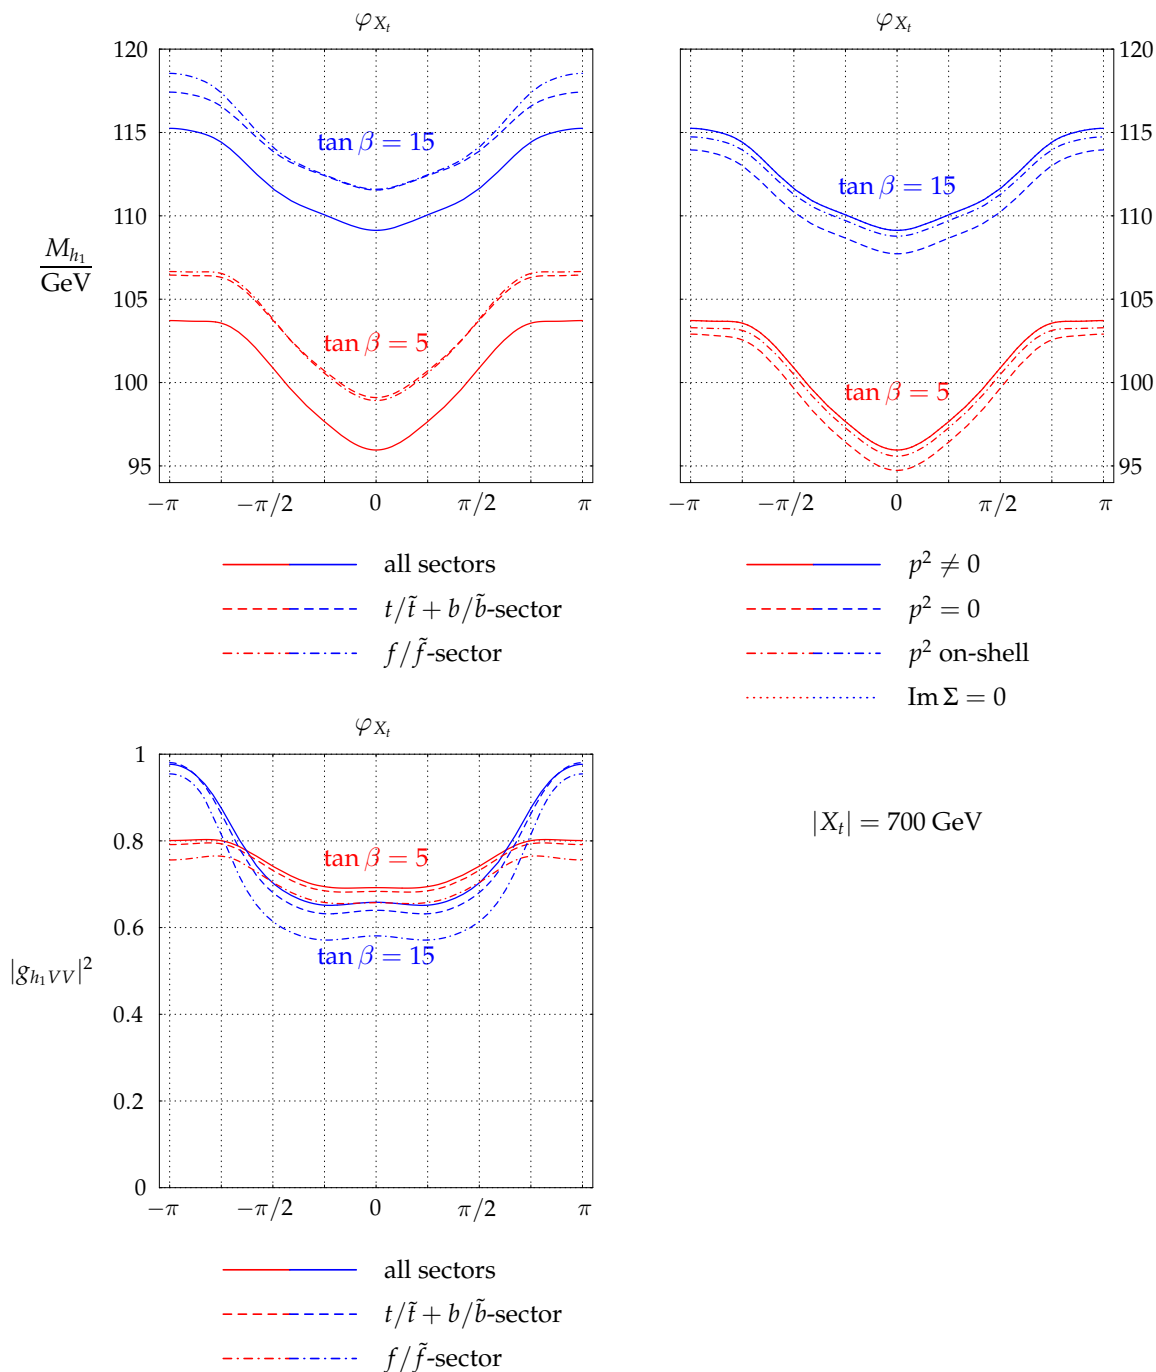 φ_{X_t}
120
115
110
105
100
95
M_{h_1}
GeV
tan β = 15
tan β = 5
−π −π/2 0 π/2 π
all sectors
t/t̃ + b/b̃-sector
f/f̃-sector
φ_{X_t}
120
115
110
105
100
95
tan β = 15
tan β = 5
−π −π/2 0 π/2 π
p² ≠ 0
p² = 0
p² on-shell
Im Σ = 0
φ_{X_t}
1
0.8
0.6
0.4
0.2
0
|g_{h_1VV}|²
tan β = 5
tan β = 15
−π −π/2 0 π/2 π
all sectors
t/t̃ + b/b̃-sector
f/f̃-sector
|X_t| = 700 GeV